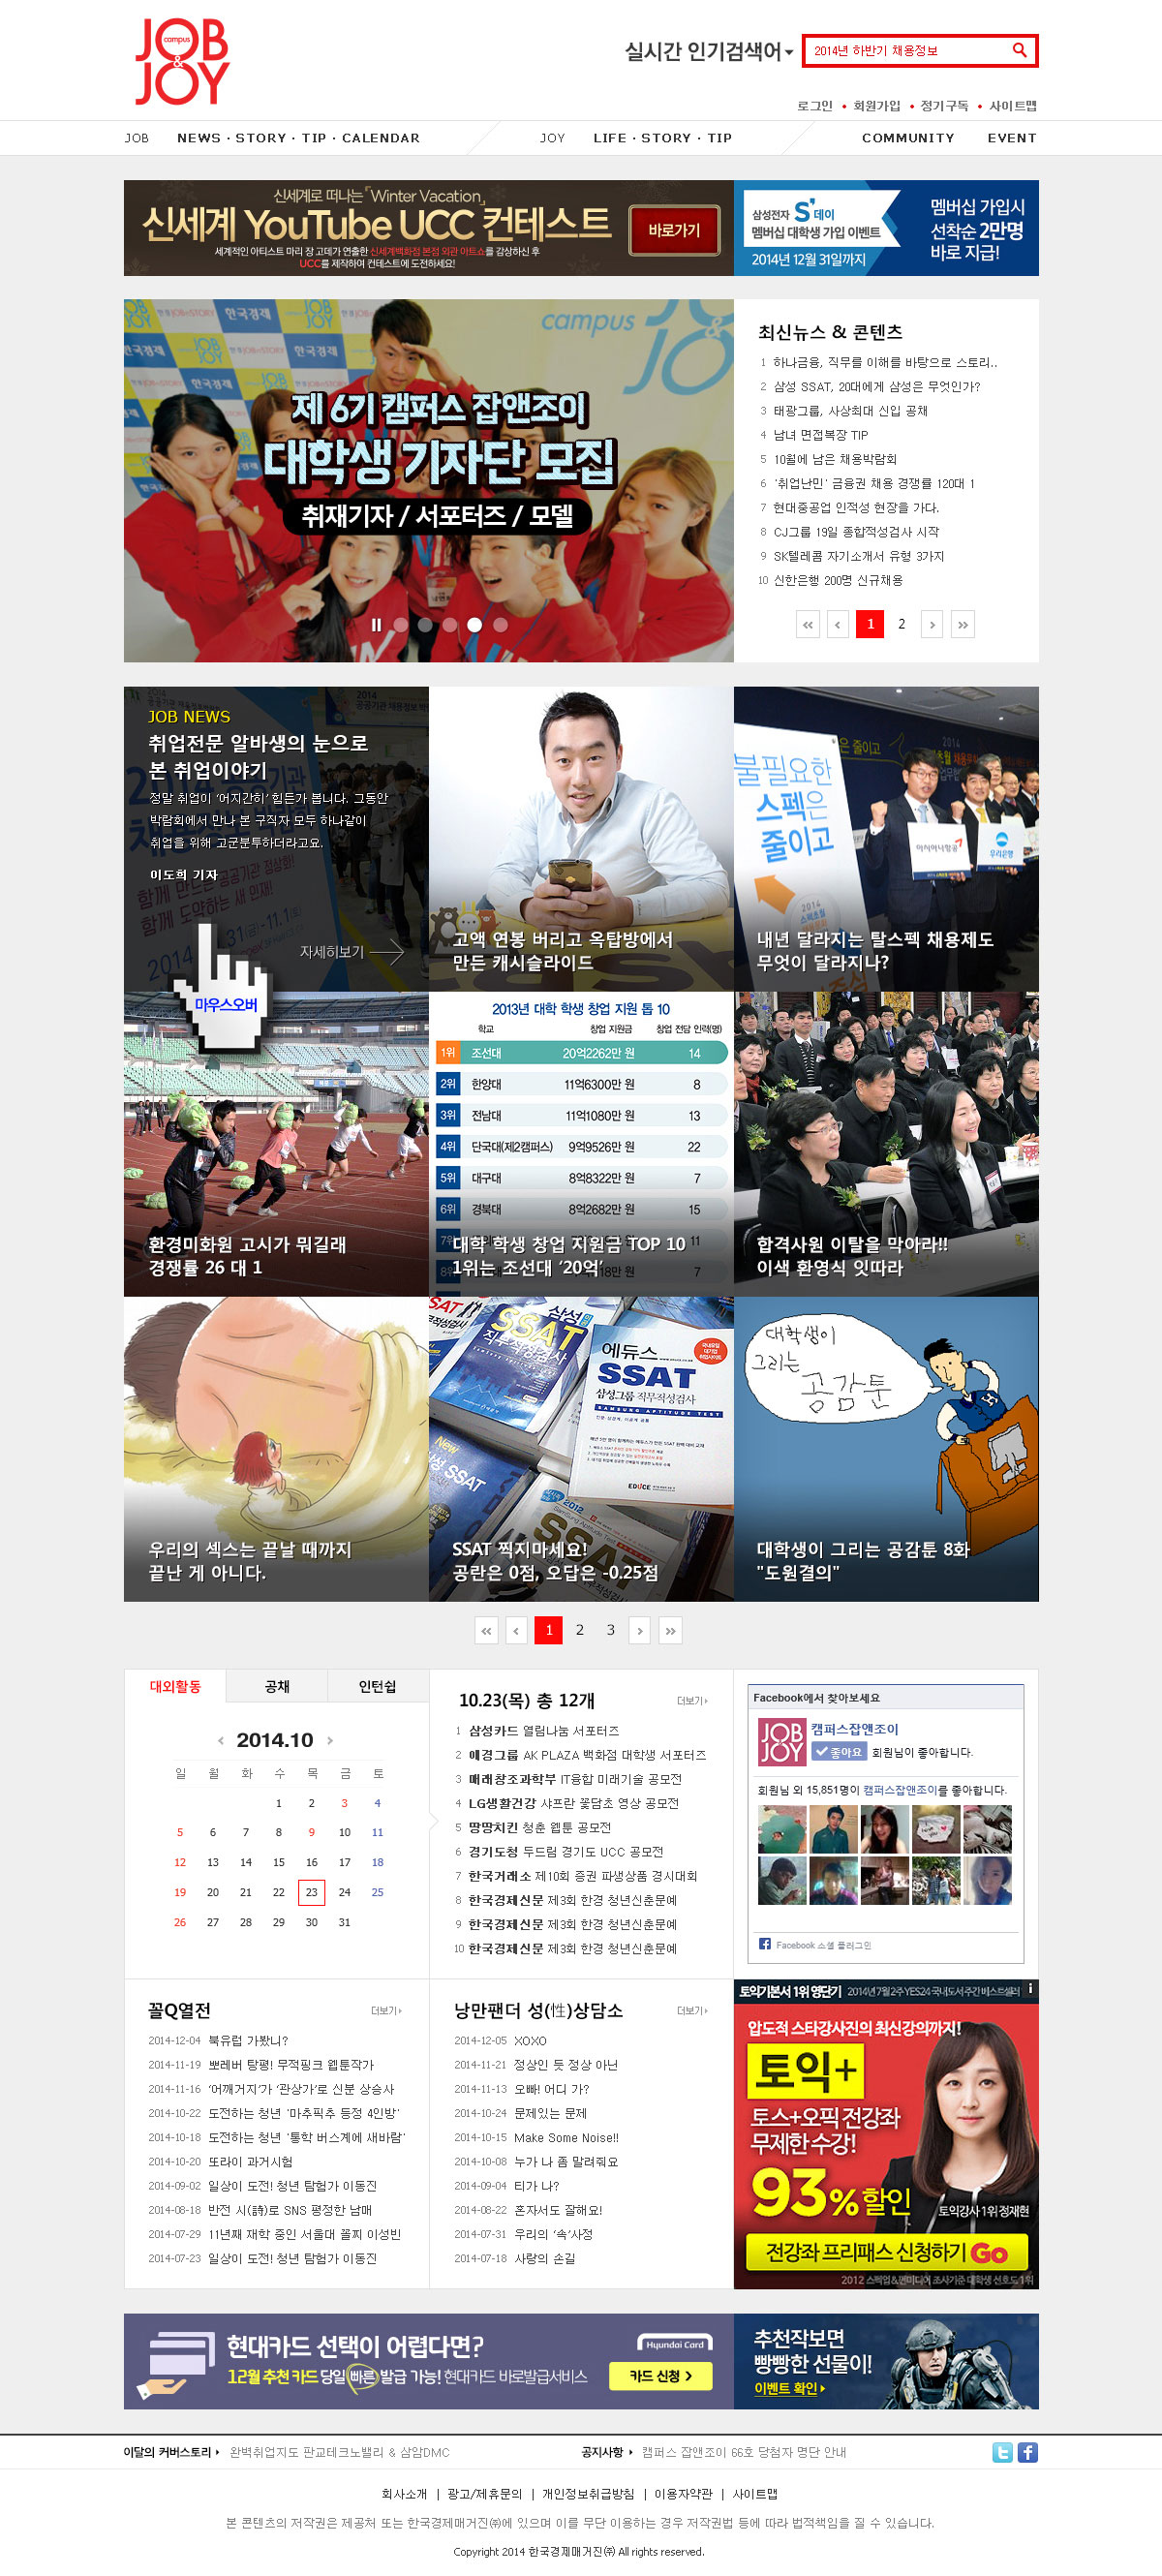 JOB
campus
&
JOY
실시간 인기검색어
2014년 하반기 채용정보
로그인 • 회원가입 • 정기구독 • 사이트맵
JOB NEWS · STORY · TIP · CALENDAR
JOY LIFE · STORY · TIP
COMMUNITY EVENT
신세계로 떠나는「Winter Vacation」
신세계 YouTube UCC 컨테스트
세계적인 아티스트 마리 장 고데가 연출한 신세계백화점 본점 외관 아트쇼를 감상하신 후
UCC를 제작하여 컨테스트에 도전하세요!
바로가기
삼성전자 S' 데이
멤버십 대학생 가입 이벤트
2014년 12월 31일까지
멤버십 가입시
선착순 2만명
바로 지급!
campus
제 6기 캠퍼스 잡앤조이
대학생 기자단 모집
취재기자 / 서포터즈 / 모델
최신뉴스 & 콘텐츠
1 하나금융, 직무를 이해를 바탕으로 스토리..
2 삼성 SSAT, 20대에게 삼성은 무엇인가?
3 태광그룹, 사상최대 신입 공채
4 남녀 면접복장 TIP
5 10월에 남은 채용박람회
6 '취업난민' 금융권 채용 경쟁률 120대 1
7 현대중공업 인적성 현장을 가다.
8 CJ그룹 19일 종합적성검사 시작
9 SK텔레콤 자기소개서 유형 3가지
10 신한은행 200명 신규채용
1 2
JOB NEWS
취업전문 알바생의 눈으로
본 취업이야기
정말 취업이 '어지간히' 힘든가 봅니다. 그동안
박람회에서 만나 본 구직자 모두 하나같이
취업을 위해 고군분투하더라고요.
이도희 기자
자세히보기
마우스오버
고액 연봉 버리고 옥탑방에서
만든 캐시슬라이드
불필요한
스펙은
줄이고
아시아나항공
우리은행
내년 달라지는 탈스펙 채용제도
무엇이 달라지나?
환경미화원 고시가 뭐길래
경쟁률 26 대 1
2013년 대학 학생 창업 지원 톱 10
학교 창업 지원금 창업 전담 인력(명)
1위 조선대 20억2262만 원 14
2위 한양대 11억6300만 원 8
3위 전남대 11억1080만 원 13
4위 단국대(제2캠퍼스) 9억9526만 원 22
5위 대구대 8억8322만 원 7
6위 경북대 8억2682만 원 15
대학 학생 창업 지원금 TOP 10
1위는 조선대 '20억'
합격사원 이탈을 막아라!!
이색 환영식 잇따라
우리의 섹스는 끝날 때까지
끝난 게 아니다.
삼성
SSAT
직무적성검사
에듀스
SSAT
삼성그룹 직무적성검사
SAMSUNG APTITUDE TEST
EDUCE
New
SSAT
SSAT 찍지마세요!
공란은 0점, 오답은 -0.25점
대학생이
그리는
공감툰
대학생이 그리는 공감툰 8화
"도원결의"
1 2 3
대외활동 공채 인턴쉽
2014.10
일 월 화 수 목 금 토
1 2 3 4
5 6 7 8 9 10 11
12 13 14 15 16 17 18
19 20 21 22 23 24 25
26 27 28 29 30 31
10.23(목) 총 12개
더보기
1 삼성카드 열림나눔 서포터즈
2 애경그룹 AK PLAZA 백화점 대학생 서포터즈
3 미래창조과학부 IT융합 미래기술 공모전
4 LG생활건강 샤프란 꽃담초 영상 공모전
5 땅땅치킨 청춘 웹툰 공모전
6 경기도청 두드림 경기도 UCC 공모전
7 한국거래소 제10회 증권 파생상품 경시대회
8 한국경제신문 제3회 한경 청년신춘문예
9 한국경제신문 제3회 한경 청년신춘문예
10 한국경제신문 제3회 한경 청년신춘문예
Facebook에서 찾아보세요
JOB
&
JOY
캠퍼스잡앤조이
좋아요 회원님이 좋아합니다.
회원님 외 15,851명이 캠퍼스잡앤조이를 좋아합니다.
Facebook 소셜 플러그인
꼴Q열전
더보기
2014-12-04 북유럽 가봤니?
2014-11-19 뽀레버 탕평! 무적핑크 웹툰작가
2014-11-16 '어깨거지'가 '관상가'로 신분 상승사
2014-10-22 도전하는 청년 '마추픽추 등정 4인방'
2014-10-18 도전하는 청년 '통학 버스계에 새바람'
2014-10-20 또라이 과거시험
2014-09-02 일상이 도전! 청년 탐험가 이동진
2014-08-18 반전 시(詩)로 SNS 평정한 남매
2014-07-29 11년째 재학 중인 서울대 꼴찌 이성빈
2014-07-23 일상이 도전! 청년 탐험가 이동진
낭만팬더 성(性)상담소
더보기
2014-12-05 XOXO
2014-11-21 정상인 듯 정상 아닌
2014-11-13 오빠! 어디 가?
2014-10-24 문제있는 문제
2014-10-15 Make Some Noise!!
2014-10-08 누가 나 좀 말려줘요
2014-09-04 티가 나?
2014-08-22 혼자서도 잘해요!
2014-07-31 우리의 '속'사정
2014-07-18 사랑의 손길
토익기본서 1위 영단기 2014년 7월 2주 YES24 국내도서 주간 베스트셀러
압도적 스타강사진의 최신강의까지!
토익+
토스+오픽 전강좌
무제한 수강!
93% 할인
토익강사 1위 정재현
전강좌 프리패스 신청하기 Go
2012 스펙업&펜미디어 조사기준 대학생 선호도 1위
현대카드 선택이 어렵다면?
12월 추천 카드 당일 빠른 발급 가능! 현대카드 바로발급서비스
Hyundai Card
카드 신청
추천작보면
빵빵한 선물이!
이벤트 확인
이달의 커버스토리 완벽취업지도 판교테크노밸리 & 상암DMC
공지사항 캠퍼스 잡앤조이 66호 당첨자 명단 안내
회사소개 | 광고/제휴문의 | 개인정보취급방침 | 이용자약관 | 사이트맵
본 콘텐츠의 저작권은 제공처 또는 한국경제매거진㈜에 있으며 이를 무단 이용하는 경우 저작권법 등에 따라 법적책임을 질 수 있습니다.
Copyright 2014 한국경제매거진㈜ All rights reserved.